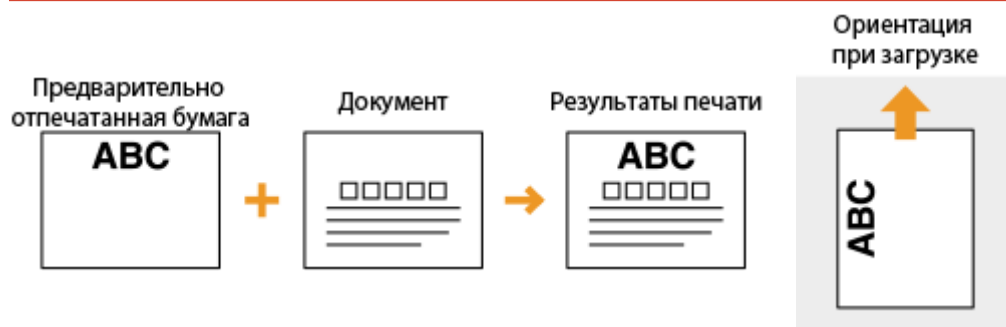 Ориентация
при загрузке
Предварительно
отпечатанная бумага
Документ
Результаты печати
ABC
ABC
ABC